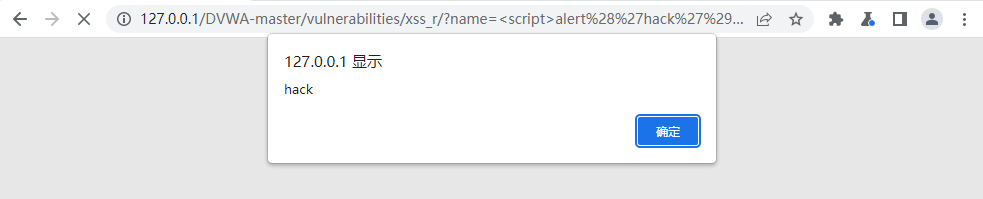 127.0.0.1/DVWA-master/vulnerabilities/xss_r/?name=<script>alert%28%27hack%27%29...
127.0.0.1 显示
hack
确定